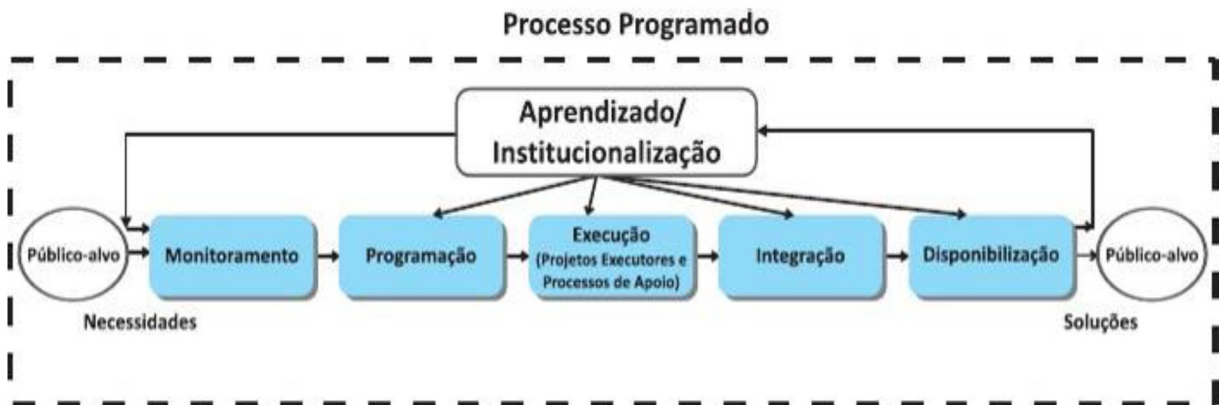 Processo Programado
Aprendizado/
Institucionalização
Público-alvo
Monitoramento
Programação
Execução
(Projetos Executores e
Processos de Apoio)
Integração
Disponibilização
Público-alvo
Necessidades
Soluções